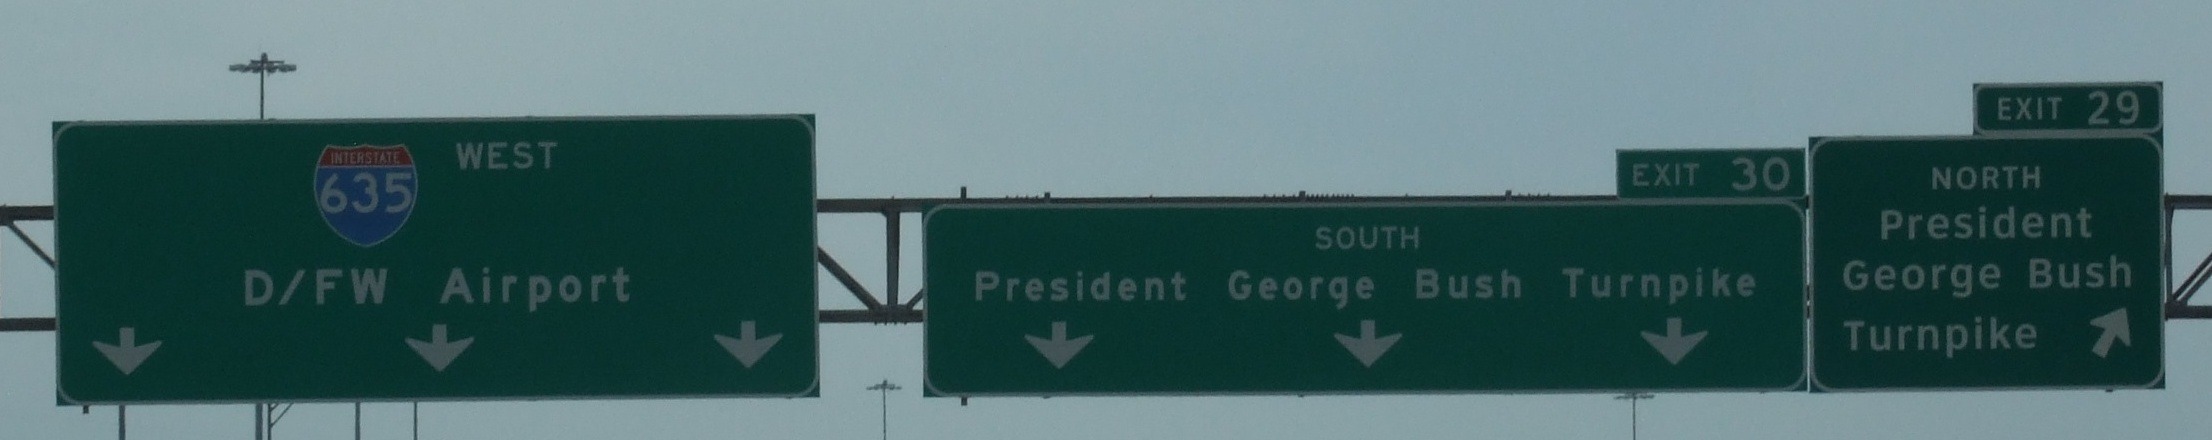 INTERSTATE
635
WEST
D/FW Airport
EXIT 30
SOUTH
President George Bush Turnpike
EXIT 29
NORTH
President
George Bush
Turnpike